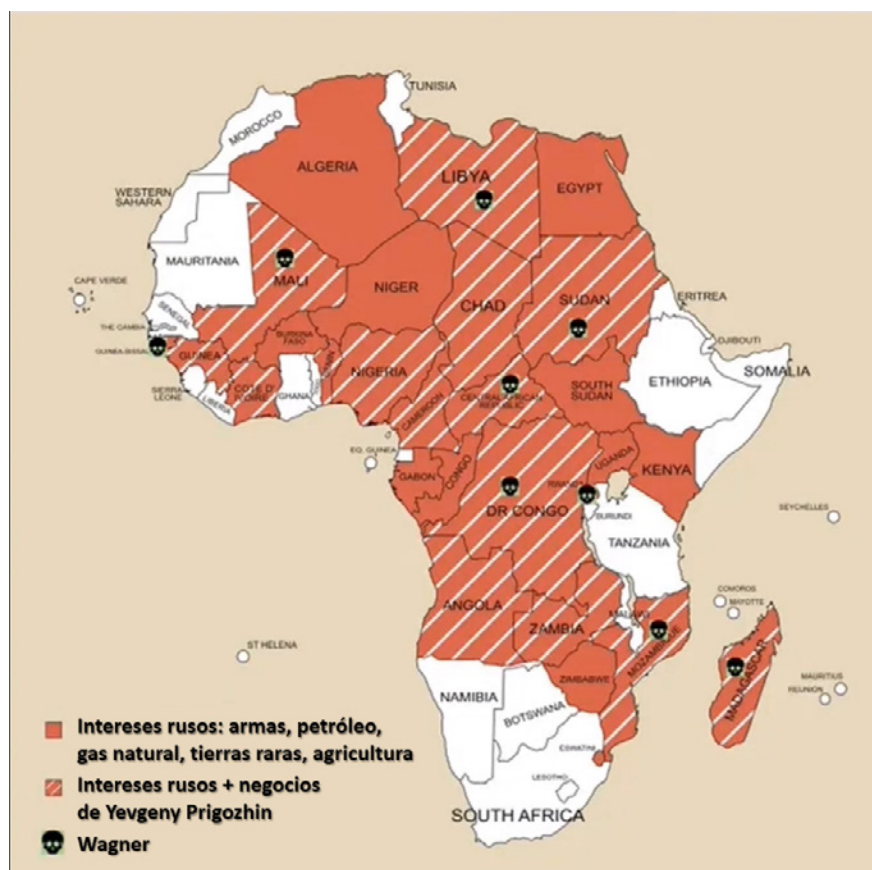 TUNISIA
MOROCCO
ALGERIA
LIBYA
EGYPT
WESTERN
SAHARA
MAURITANIA
MALI
NIGER
CHAD
SUDAN
ERITREA
CAPE VERDE
SENEGAL
THE GAMBIA
GUINEA-BISSAU
GUINEA
BURKINA
FASO
BENIN
NIGERIA
DJIBOUTI
SOMALIA
ETHIOPIA
SIERRA
LEONE
LIBERIA
COTE D'
IVOIRE
GHANA
CAMEROON
CENTRAL AFRICAN
REPUBLIC
SOUTH
SUDAN
EQ. GUINEA
GABON
CONGO
DR CONGO
UGANDA
KENYA
RWANDA
BURUNDI
TANZANIA
SEYCHELLES
COMOROS
MAYOTTE
ANGOLA
ZAMBIA
MALAWI
MOZAMBIQUE
MADAGASCAR
ST HELENA
MAURITIUS
REUNION
NAMIBIA
ZIMBABWE
BOTSWANA
ESWATINI
LESOTHO
SOUTH AFRICA
Intereses rusos: armas, petróleo,
gas natural, tierras raras, agricultura
Intereses rusos + negocios
de Yevgeny Prigozhin
Wagner